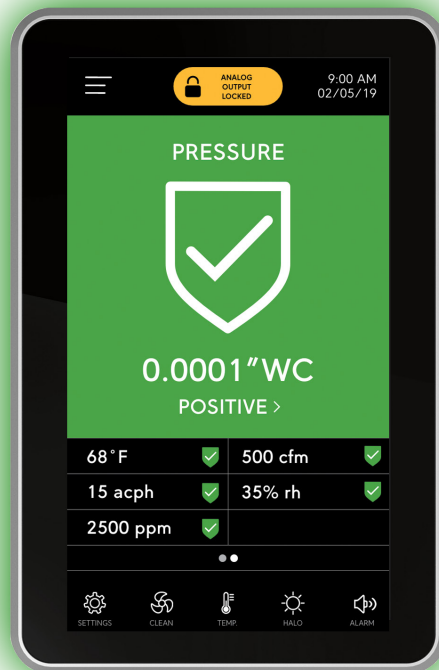 ANALOG
OUTPUT
LOCKED
9:00 AM
02/05/19
PRESSURE
0.0001"WC
POSITIVE >
68°F
500 cfm
15 acph
35% rh
2500 ppm
SETTINGS
CLEAN
TEMP.
HALO
ALARM